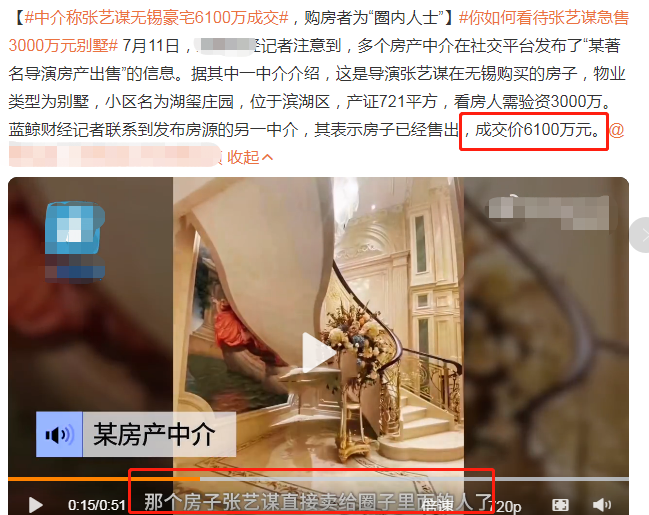 【#中介称张艺谋无锡豪宅6100万成交#，购房者为“圈内人士”】#你如何看待张艺谋急售
3000万元别墅# 7月11日，
经记者注意到，多个房产中介在社交平台发布了“某著
名导演房产出售”的信息。据其中一中介介绍，这是导演张艺谋在无锡购买的房子，物业
类型为别墅，小区名为湖玺庄园，位于滨湖区，产证721平方，看房人需验资3000万。
蓝鲸财经记者联系到发布房源的另一中介，其表示房子已经售出，成交价6100万元。@
收起
某房产中介
那个房子张艺谋直接卖给圈子里面的人了
0:15/0:51
倍速
720p